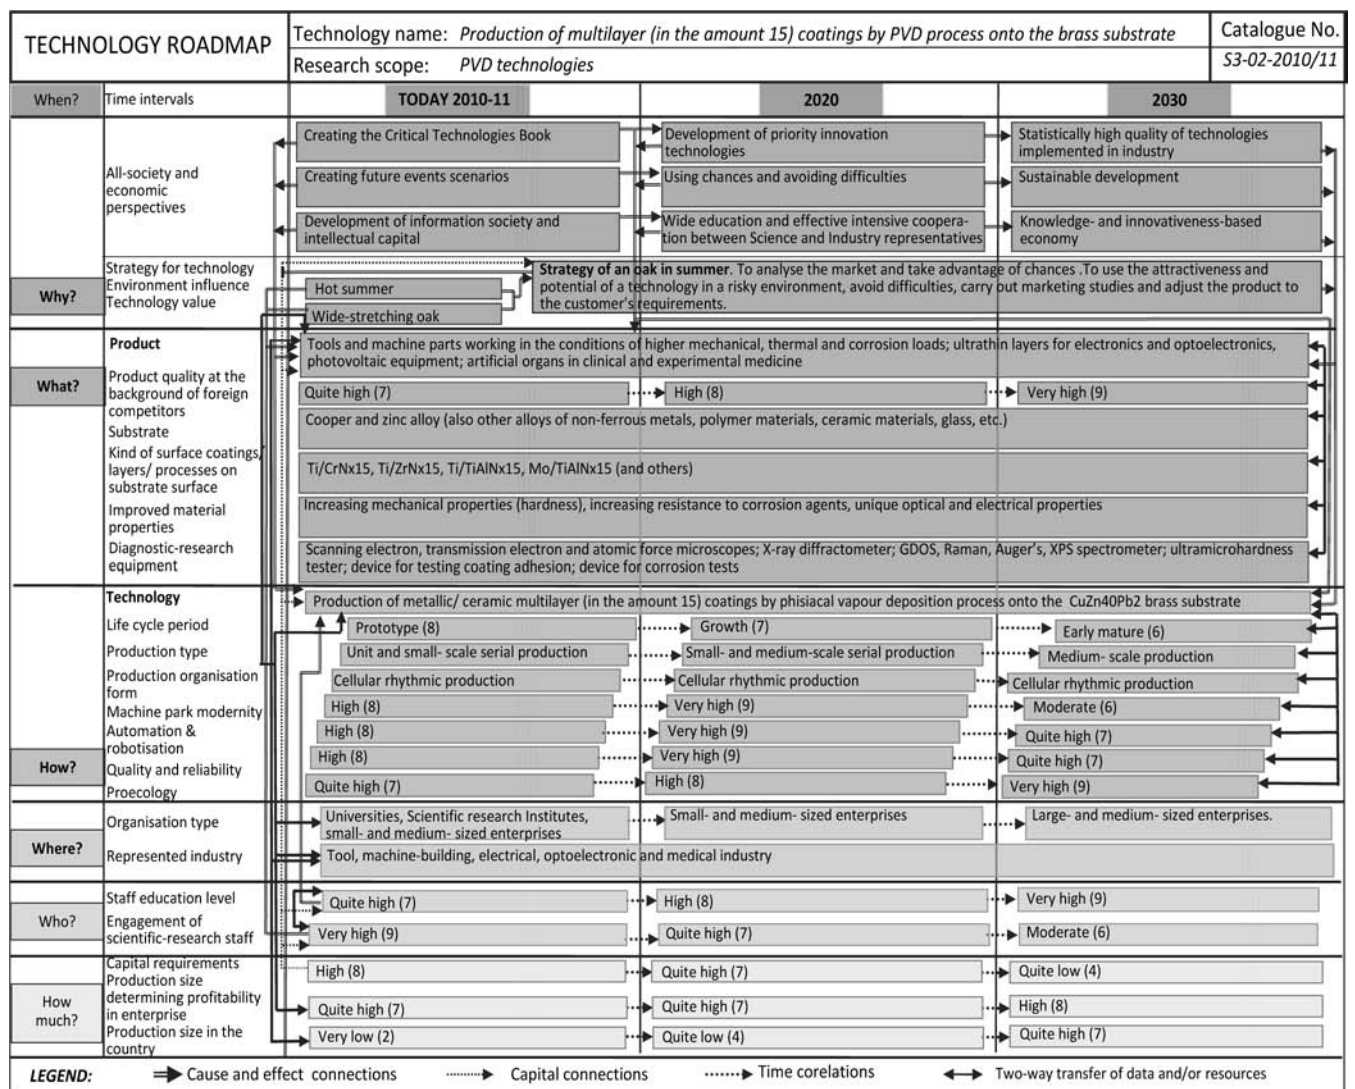 TECHNOLOGY ROADMAP
Technology name: Production of multilayer (in the amount 15) coatings by PVD process onto the brass substrate
Catalogue No.
Research scope: PVD technologies
S3-02-2010/11
When?
Time intervals
TODAY 2010-11
2020
2030
All-society and
economic
perspectives
Creating the Critical Technologies Book
Development of priority innovation
technologies
Statistically high quality of technologies
implemented in industry
Creating future events scenarios
Using chances and avoiding difficulties
Sustainable development
Development of information society and
intellectual capital
Wide education and effective intensive coopera-
tion between Science and Industry representatives
Knowledge- and innovativeness-based
economy
Why?
Strategy for technology
Environment influence
Technology value
Hot summer
Wide-stretching oak
Strategy of an oak in summer. To analyse the market and take advantage of chances .To use the attractiveness and
potential of a technology in a risky environment, avoid difficulties, carry out marketing studies and adjust the product to
the customer's requirements.
What?
Product
Tools and machine parts working in the conditions of higher mechanical, thermal and corrosion loads; ultrathin layers for electronics and optoelectronics,
photovoltaic equipment; artificial organs in clinical and experimental medicine
Product quality at the
background of foreign
competitors
Quite high (7)
High (8)
Very high (9)
Substrate
Cooper and zinc alloy (also other alloys of non-ferrous metals, polymer materials, ceramic materials, glass, etc.)
Kind of surface coatings/
layers/ processes on
substrate surface
Ti/CrNx15, Ti/ZrNx15, Ti/TiAlNx15, Mo/TiAlNx15 (and others)
Improved material
properties
Increasing mechanical properties (hardness), increasing resistance to corrosion agents, unique optical and electrical properties
Diagnostic-research
equipment
Scanning electron, transmission electron and atomic force microscopes; X-ray diffractometer; GDOS, Raman, Auger's, XPS spectrometer; ultramicrohardness
tester; device for testing coating adhesion; device for corrosion tests
How?
Technology
Production of metallic/ ceramic multilayer (in the amount 15) coatings by phisiacal vapour deposition process onto the CuZn40Pb2 brass substrate
Life cycle period
Prototype (8)
Growth (7)
Early mature (6)
Production type
Unit and small- scale serial production
Small- and medium-scale serial production
Medium- scale production
Production organisation
form
Cellular rhythmic production
Cellular rhythmic production
Cellular rhythmic production
Machine park modernity
High (8)
Very high (9)
Moderate (6)
Automation &
robotisation
High (8)
Very high (9)
Quite high (7)
Quality and reliability
High (8)
Very high (9)
Quite high (7)
Proecology
Quite high (7)
High (8)
Very high (9)
Where?
Organisation type
Universities, Scientific research Institutes,
small- and medium- sized enterprises
Small- and medium- sized enterprises
Large- and medium- sized enterprises.
Represented industry
Tool, machine-building, electrical, optoelectronic and medical industry
Who?
Staff education level
Quite high (7)
High (8)
Very high (9)
Engagement of
scientific-research staff
Very high (9)
Quite high (7)
Moderate (6)
How
much?
Capital requirements
High (8)
Quite high (7)
Quite low (4)
Production size
determining profitability
in enterprise
Quite high (7)
Quite high (7)
High (8)
Production size in the
country
Very low (2)
Quite low (4)
Quite high (7)
LEGEND:
Cause and effect connections
Capital connections
Time corelations
Two-way transfer of data and/or resources